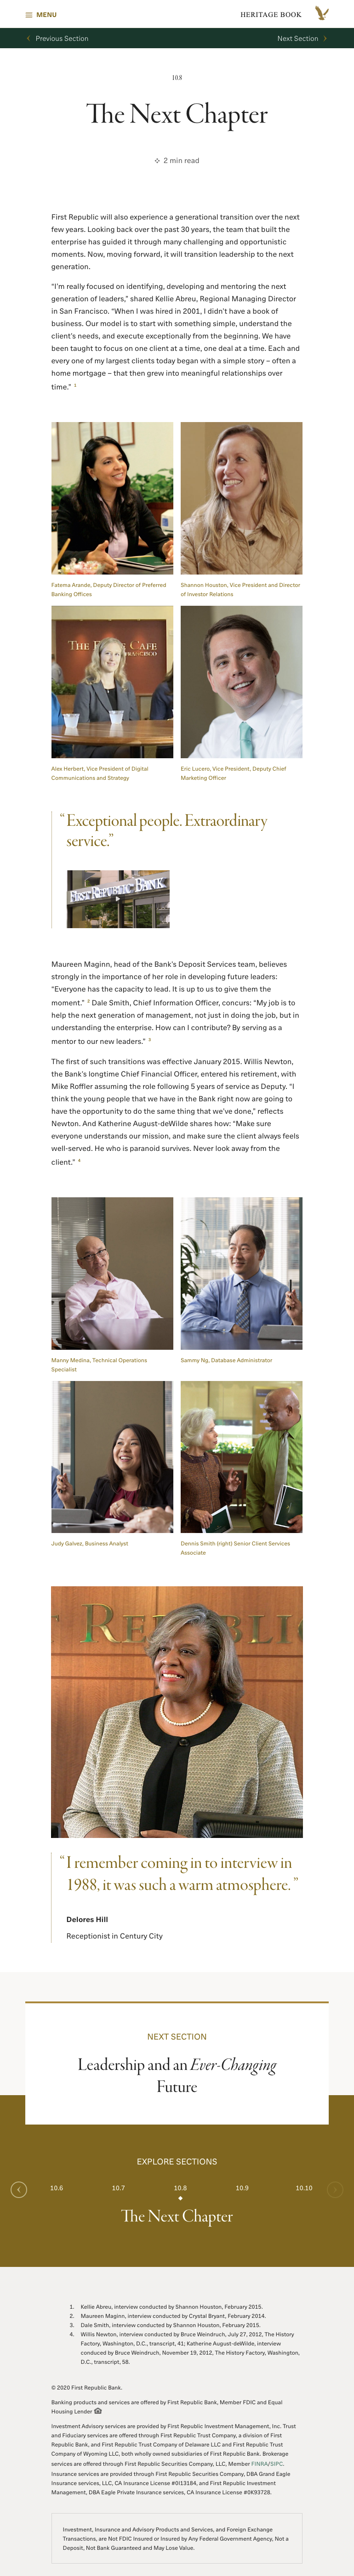 MENU
HERITAGE BOOK
Previous Section
Next Section
10.8
The Next Chapter
2 min read
First Republic will also experience a generational transition over the next
few years. Looking back over the past 30 years, the team that built the
enterprise has guided it through many challenging and opportunistic
moments. Now, moving forward, it will transition leadership to the next
generation.
“I’m really focused on identifying, developing and mentoring the next
generation of leaders,” shared Kellie Abreu, Regional Managing Director
in San Francisco. “When I was hired in 2001, I didn’t have a book of
business. Our model is to start with something simple, understand the
client’s needs, and execute exceptionally from the beginning. We have
been taught to focus on one client at a time, one deal at a time. Each and
every one of my largest clients today began with a simple story – often a
home mortgage – that then grew into meaningful relationships over
time.” 1
Fatema Arande, Deputy Director of Preferred
Banking Offices
Shannon Houston, Vice President and Director
of Investor Relations
Alex Herbert, Vice President of Digital
Communications and Strategy
Eric Lucero, Vice President, Deputy Chief
Marketing Officer
“Exceptional people. Extraordinary
service.”
FIRST REPUBLIC BANK
Maureen Maginn, head of the Bank’s Deposit Services team, believes
strongly in the importance of her role in developing future leaders:
“Everyone has the capacity to lead. It is up to us to give them the
moment.” 2 Dale Smith, Chief Information Officer, concurs: “My job is to
help the next generation of management, not just in doing the job, but in
understanding the enterprise. How can I contribute? By serving as a
mentor to our new leaders.” 3
The first of such transitions was effective January 2015. Willis Newton,
the Bank’s longtime Chief Financial Officer, entered his retirement, with
Mike Roffler assuming the role following 5 years of service as Deputy. “I
think the young people that we have in the Bank right now are going to
have the opportunity to do the same thing that we’ve done,” reflects
Newton. And Katherine August-deWilde shares how: “Make sure
everyone understands our mission, and make sure the client always feels
well-served. He who is paranoid survives. Never look away from the
client.” 4
Manny Medina, Technical Operations
Specialist
Sammy Ng, Database Administrator
Judy Galvez, Business Analyst
Dennis Smith (right) Senior Client Services
Associate
“I remember coming in to interview in
1988, it was such a warm atmosphere.”
Delores Hill
Receptionist in Century City
NEXT SECTION
Leadership and an Ever-Changing
Future
EXPLORE SECTIONS
10.6 10.7 10.8 10.9 10.10
The Next Chapter
1. Kellie Abreu, interview conducted by Shannon Houston, February 2015.
2. Maureen Maginn, interview conducted by Crystal Bryant, February 2014.
3. Dale Smith, interview conducted by Shannon Houston, February 2015.
4. Willis Newton, interview conducted by Bruce Weindruch, July 27, 2012, The History
Factory, Washington, D.C., transcript, 41; Katherine August-deWilde, interview
conduced by Bruce Weindruch, November 19, 2012, The History Factory, Washington,
D.C., transcript, 58.
© 2020 First Republic Bank.
Banking products and services are offered by First Republic Bank, Member FDIC and Equal
Housing Lender
Investment Advisory services are provided by First Republic Investment Management, Inc. Trust
and Fiduciary services are offered through First Republic Trust Company, a division of First
Republic Bank, and First Republic Trust Company of Delaware LLC and First Republic Trust
Company of Wyoming LLC, both wholly owned subsidiaries of First Republic Bank. Brokerage
services are offered through First Republic Securities Company, LLC, Member FINRA/SIPC.
Insurance services are provided through First Republic Securities Company, DBA Grand Eagle
Insurance services, LLC, CA Insurance License #0I13184, and First Republic Investment
Management, DBA Eagle Private Insurance services, CA Insurance License #0K93728.
Investment, Insurance and Advisory Products and Services, and Foreign Exchange
Transactions, are Not FDIC Insured or Insured by Any Federal Government Agency, Not a
Deposit, Not Bank Guaranteed and May Lose Value.